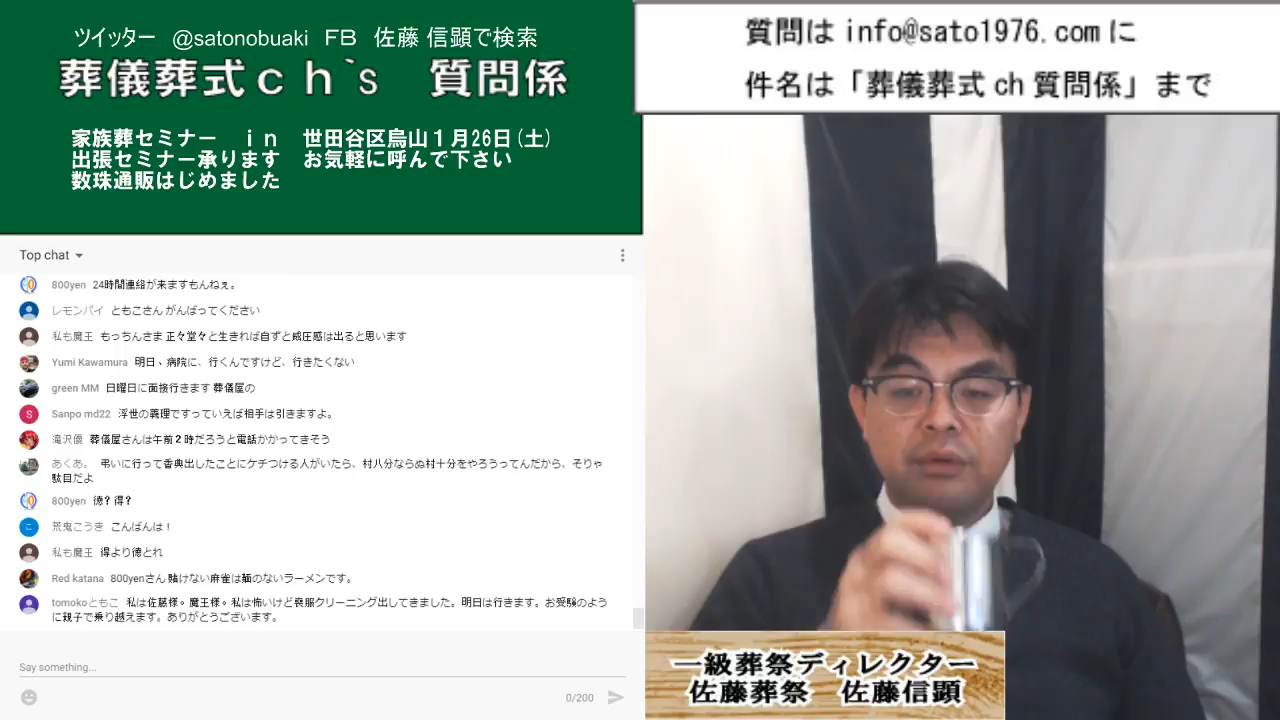 ツイッター　@satonobuaki　ＦＢ　佐藤 信顕で検索
葬儀葬式ｃｈ`s　質問係
家族葬セミナー　ｉｎ　世田谷区烏山１月26日(土)
出張セミナー承ります　お気軽に呼んで下さい
数珠通販はじめました
質問は info@sato1976.com に
件名は「葬儀葬式 ch 質問係」まで
Top chat
800yen 24時間連絡が来ますもんねぇ。
レモンパイ ともこさん がんばってください
私も魔王 もっちんさま 正々堂々と生きれば自ずと威圧感は出ると思います
Yumi Kawamura 明日、病院に、行くんですけど、行きたくない
green MM 日曜日に面接行きます 葬儀屋の
S Sanpo md22 浮世の義理ですっていえば相手は引きますよ。
滝沢優 葬儀屋さんは午前２時だろうと電話かかってきそう
あくあ。 弔いに行って香典出したことにケチつける人がいたら、村八分ならぬ村十分をやろうってんだから、そりゃ
駄目だよ
800yen 徳？得？
こ 荒鬼こうき こんばんは！
私も魔王 得より徳とれ
Red katana 800yenさん 賭けない麻雀は麺のないラーメンです。
tomokoともこ 私は佐藤様。魔王様。私は怖いけど喪服クリーニング出してきました。明日は行きます。お受験のよう
に親子で乗り越えます。ありがとうございます。
Say something...
0/200
一級葬祭ディレクター
佐藤葬祭　佐藤信顕